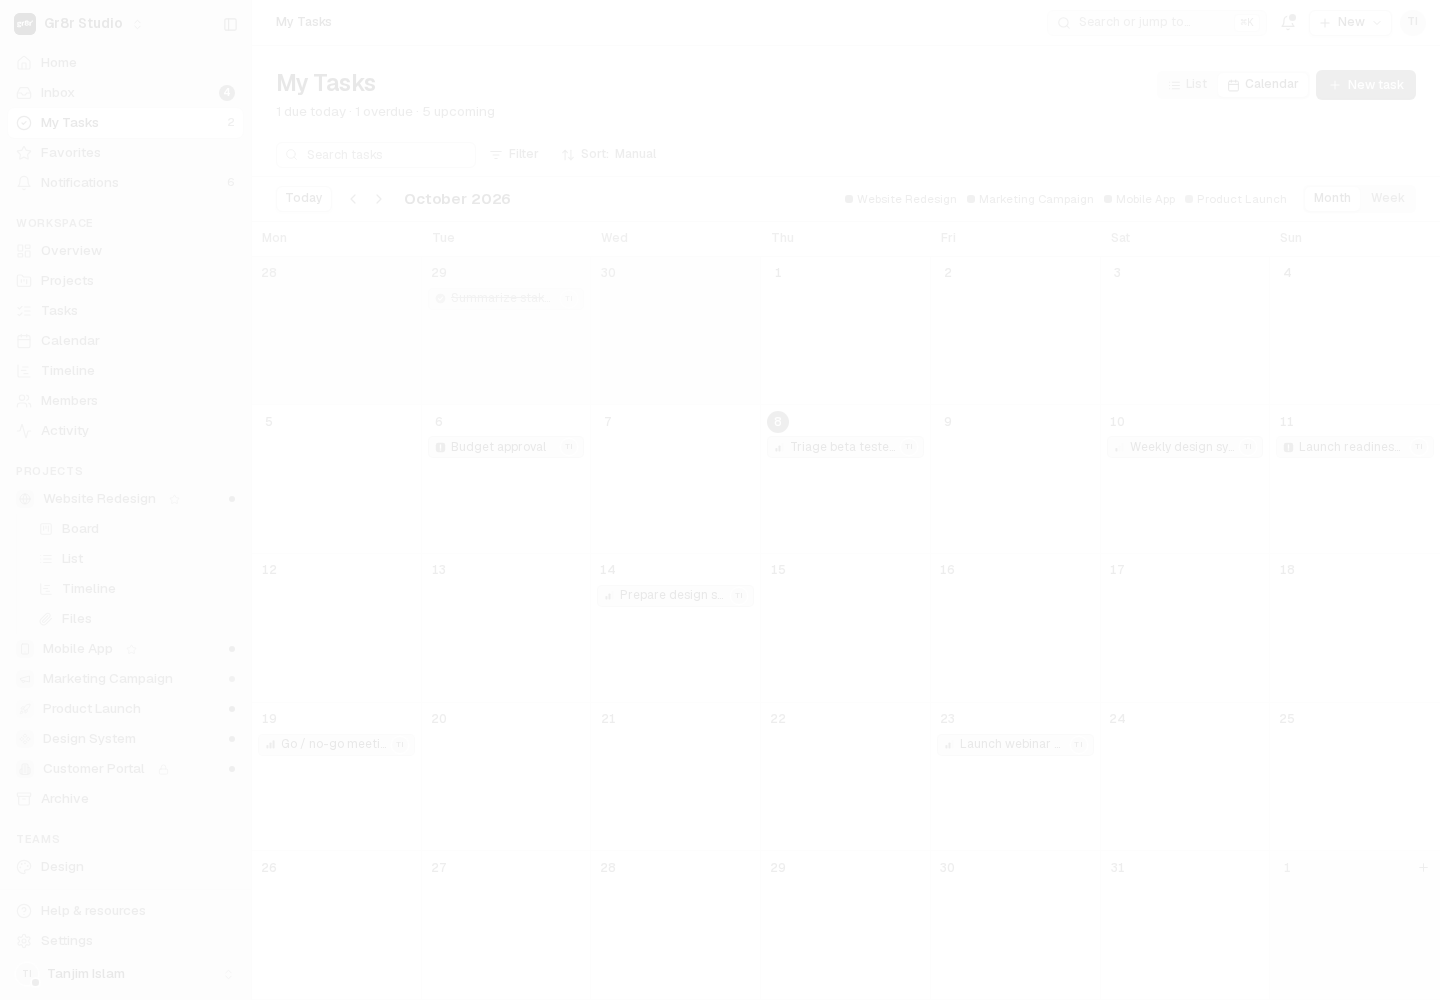 Gr8r Studio
Home
Inbox 4
My Tasks 2
Favorites
Notifications 6
WORKSPACE
Overview
Projects
Tasks
Calendar
Timeline
Members
Activity
PROJECTS
Website Redesign
Board
List
Timeline
Files
Mobile App
Marketing Campaign
Product Launch
Design System
Customer Portal
Archive
TEAMS
Design
Help & resources
Settings
TI Tanjim Islam
My Tasks
Search or jump to... ⌘K
New
TI
My Tasks
1 due today · 1 overdue · 5 upcoming
List Calendar New task
Search tasks Filter Sort: Manual
Today October 2026
Website Redesign Marketing Campaign Mobile App Product Launch Month Week
Mon Tue Wed Thu Fri Sat Sun
28 29 30 1 2 3 4
Summarize stak... TI
5 6 7 8 9 10 11
Budget approval TI Triage beta teste... TI Weekly design sy... TI Launch readines... TI
12 13 14 15 16 17 18
Prepare design s... TI
19 20 21 22 23 24 25
Go / no-go meeti... TI Launch webinar ... TI
26 27 28 29 30 31 1